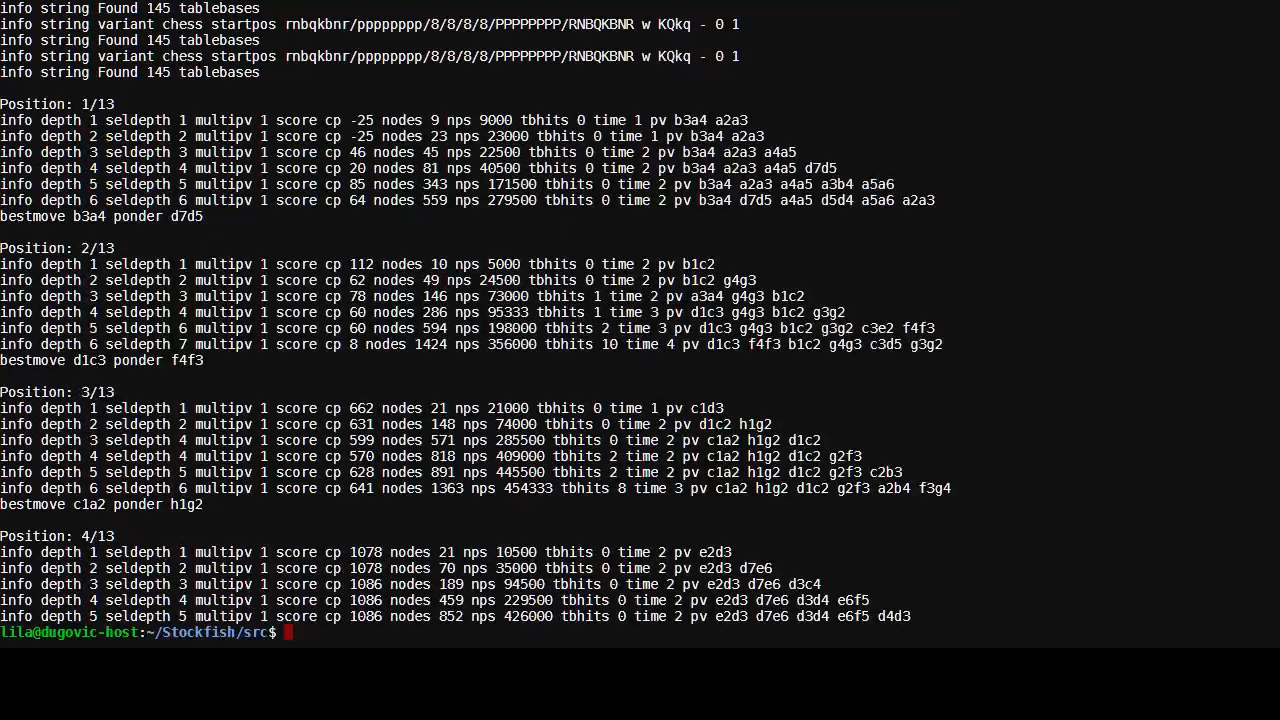 info string Found 145 tablebases
info string variant chess startpos rnbqkbnr/pppppppp/8/8/8/8/PPPPPPPP/RNBQKBNR w KQkq - 0 1
info string Found 145 tablebases
info string variant chess startpos rnbqkbnr/pppppppp/8/8/8/8/PPPPPPPP/RNBQKBNR w KQkq - 0 1
info string Found 145 tablebases
Position: 1/13
info depth 1 seldepth 1 multipv 1 score cp -25 nodes 9 nps 9000 tbhits 0 time 1 pv b3a4 a2a3
info depth 2 seldepth 2 multipv 1 score cp -25 nodes 23 nps 23000 tbhits 0 time 1 pv b3a4 a2a3
info depth 3 seldepth 3 multipv 1 score cp 46 nodes 45 nps 22500 tbhits 0 time 2 pv b3a4 a2a3 a4a5
info depth 4 seldepth 4 multipv 1 score cp 20 nodes 81 nps 40500 tbhits 0 time 2 pv b3a4 a2a3 a4a5 d7d5
info depth 5 seldepth 5 multipv 1 score cp 85 nodes 343 nps 171500 tbhits 0 time 2 pv b3a4 a2a3 a4a5 a3b4 a5a6
info depth 6 seldepth 6 multipv 1 score cp 64 nodes 559 nps 279500 tbhits 0 time 2 pv b3a4 d7d5 a4a5 d5d4 a5a6 a2a3
bestmove b3a4 ponder d7d5
Position: 2/13
info depth 1 seldepth 1 multipv 1 score cp 112 nodes 10 nps 5000 tbhits 0 time 2 pv b1c2
info depth 2 seldepth 2 multipv 1 score cp 62 nodes 49 nps 24500 tbhits 0 time 2 pv b1c2 g4g3
info depth 3 seldepth 3 multipv 1 score cp 78 nodes 146 nps 73000 tbhits 1 time 2 pv a3a4 g4g3 b1c2
info depth 4 seldepth 4 multipv 1 score cp 60 nodes 286 nps 95333 tbhits 1 time 3 pv d1c3 g4g3 b1c2 g3g2
info depth 5 seldepth 6 multipv 1 score cp 60 nodes 594 nps 198000 tbhits 2 time 3 pv d1c3 g4g3 b1c2 g3g2 c3e2 f4f3
info depth 6 seldepth 7 multipv 1 score cp 8 nodes 1424 nps 356000 tbhits 10 time 4 pv d1c3 f4f3 b1c2 g4g3 c3d5 g3g2
bestmove d1c3 ponder f4f3
Position: 3/13
info depth 1 seldepth 1 multipv 1 score cp 662 nodes 21 nps 21000 tbhits 0 time 1 pv c1d3
info depth 2 seldepth 2 multipv 1 score cp 631 nodes 148 nps 74000 tbhits 0 time 2 pv d1c2 h1g2
info depth 3 seldepth 4 multipv 1 score cp 599 nodes 571 nps 285500 tbhits 0 time 2 pv c1a2 h1g2 d1c2
info depth 4 seldepth 4 multipv 1 score cp 570 nodes 818 nps 409000 tbhits 2 time 2 pv c1a2 h1g2 d1c2 g2f3
info depth 5 seldepth 5 multipv 1 score cp 628 nodes 891 nps 445500 tbhits 2 time 2 pv c1a2 h1g2 d1c2 g2f3 c2b3
info depth 6 seldepth 6 multipv 1 score cp 641 nodes 1363 nps 454333 tbhits 8 time 3 pv c1a2 h1g2 d1c2 g2f3 a2b4 f3g4
bestmove c1a2 ponder h1g2
Position: 4/13
info depth 1 seldepth 1 multipv 1 score cp 1078 nodes 21 nps 10500 tbhits 0 time 2 pv e2d3
info depth 2 seldepth 2 multipv 1 score cp 1078 nodes 70 nps 35000 tbhits 0 time 2 pv e2d3 d7e6
info depth 3 seldepth 3 multipv 1 score cp 1086 nodes 189 nps 94500 tbhits 0 time 2 pv e2d3 d7e6 d3c4
info depth 4 seldepth 4 multipv 1 score cp 1086 nodes 459 nps 229500 tbhits 0 time 2 pv e2d3 d7e6 d3d4 e6f5
info depth 5 seldepth 5 multipv 1 score cp 1086 nodes 852 nps 426000 tbhits 0 time 2 pv e2d3 d7e6 d3d4 e6f5 d4d3
lila@dugovic-host:~/Stockfish/src$